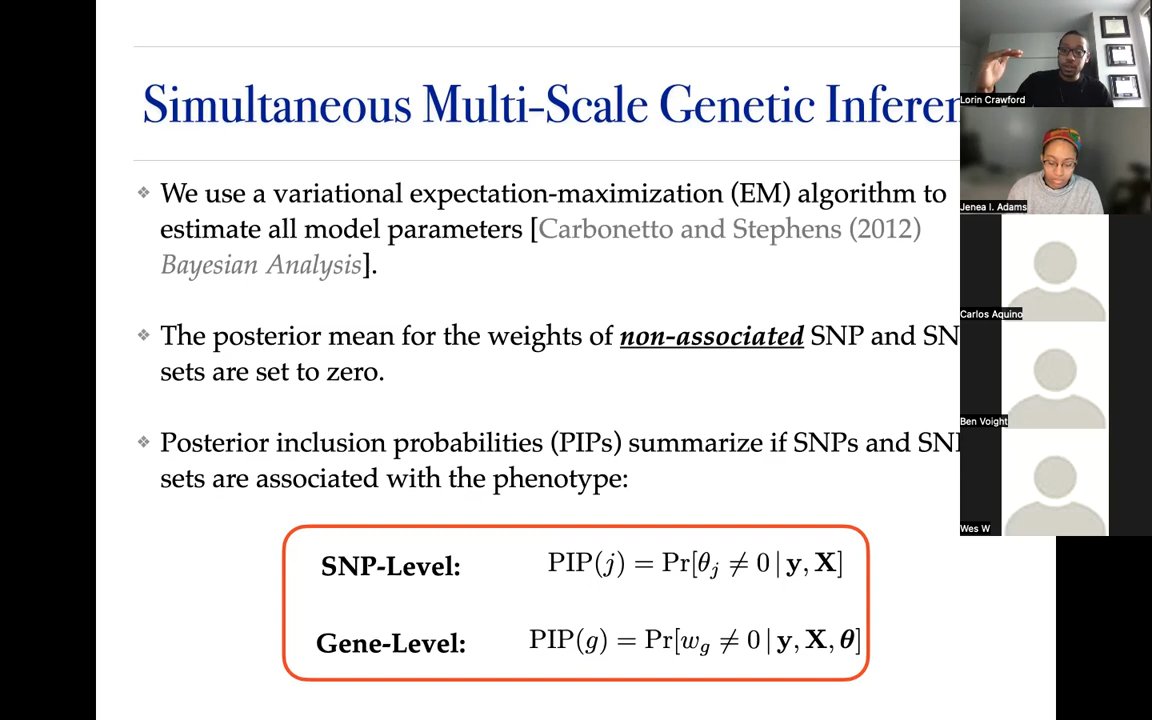 Simultaneous Multi-Scale Genetic Infere
We use a variational expectation-maximization (EM) algorithm to
estimate all model parameters [Carbonetto and Stephens (2012)
Bayesian Analysis].
The posterior mean for the weights of non-associated SNP and SN
sets are set to zero.
Posterior inclusion probabilities (PIPs) summarize if SNPs and SN
sets are associated with the phenotype:
SNP-Level: PIP(j) = Pr[θ_j ≠ 0 | y, X]
Gene-Level: PIP(g) = Pr[w_g ≠ 0 | y, X, θ]
Lorin Crawford
Jenea I. Adams
Carlos Aquino
Ben Voight
Wes W